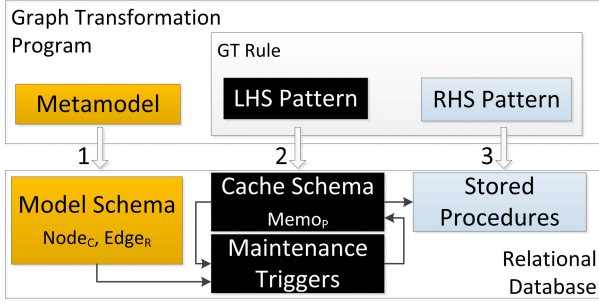 Graph Transformation
Program
GT Rule
Metamodel
LHS Pattern
RHS Pattern
1
2
3
Model Schema
NodeC, EdgeR
Cache Schema
MemoP
Maintenance
Triggers
Stored
Procedures
Relational
Database